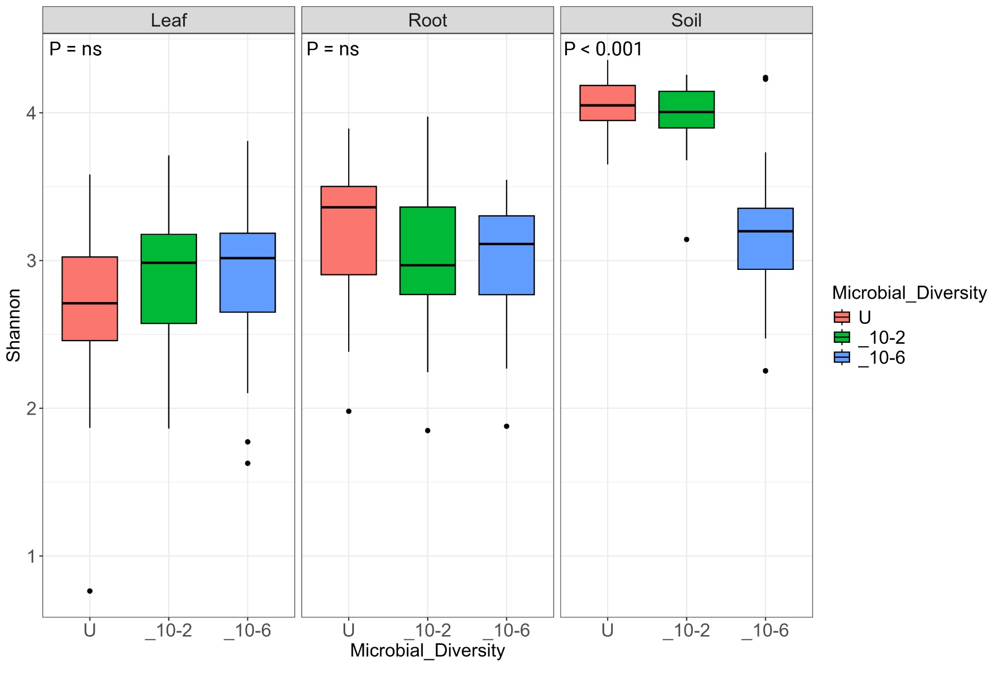 Leaf Root Soil
P = ns P = ns P < 0.001
4
3
2
1
Shannon
U _10-2 _10-6 U _10-2 _10-6 U _10-2 _10-6
Microbial_Diversity
Microbial_Diversity
U
_10-2
_10-6